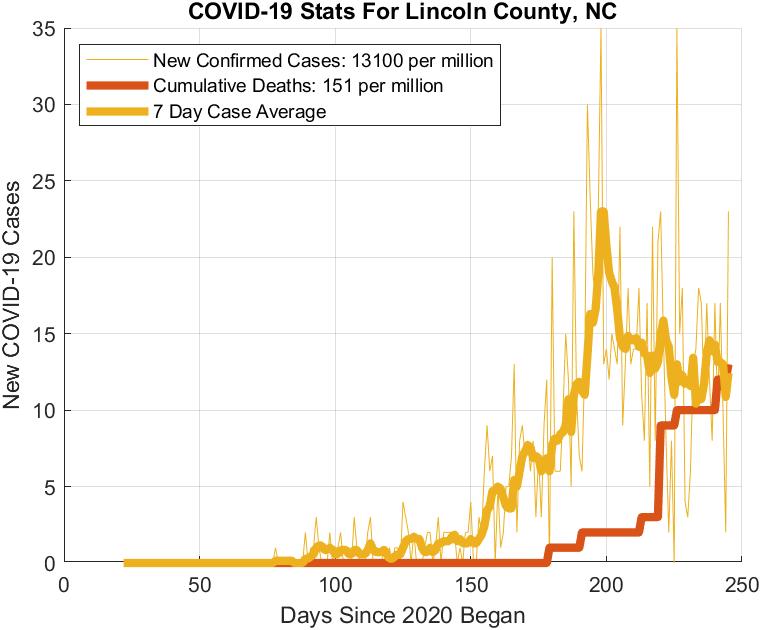 COVID-19 Stats For Lincoln County, NC
New Confirmed Cases: 13100 per million
Cumulative Deaths: 151 per million
7 Day Case Average
New COVID-19 Cases
35
30
25
20
15
10
5
0
0 50 100 150 200 250
Days Since 2020 Began